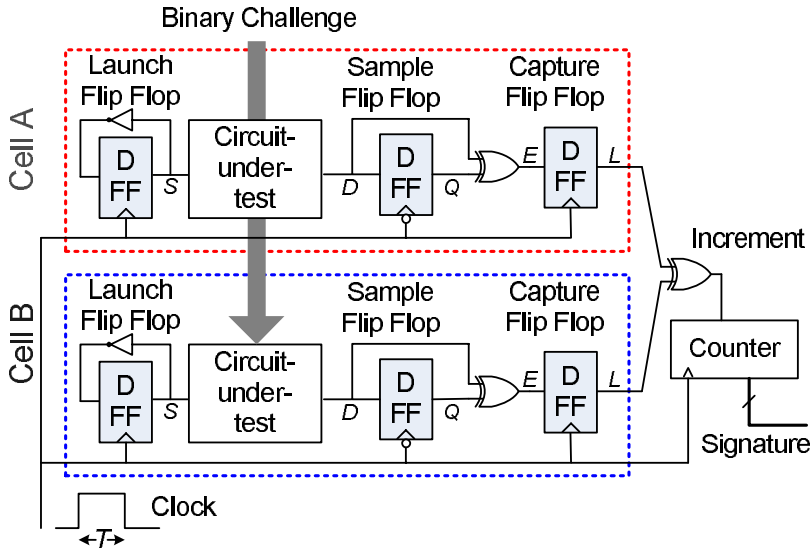 Binary Challenge
Cell A
Launch
Flip Flop
Sample
Flip Flop
Capture
Flip Flop
D
FF
S
Circuit-
under-
test
D
D
FF
Q
E
D
FF
L
Increment
Cell B
Launch
Flip Flop
Sample
Flip Flop
Capture
Flip Flop
D
FF
S
Circuit-
under-
test
D
D
FF
Q
E
D
FF
L
Counter
Signature
Clock
T